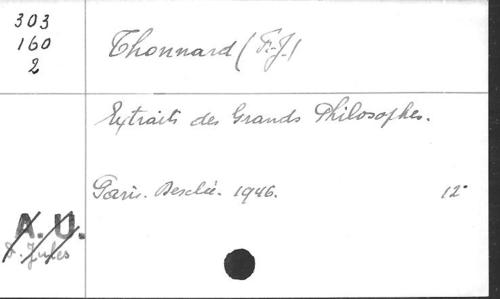 303
160
2
Thonnard (F.-J.)
Extraits des Grands Philosophes.
Paris. Desclée. 1946. 12°
A. U.
F. Jules